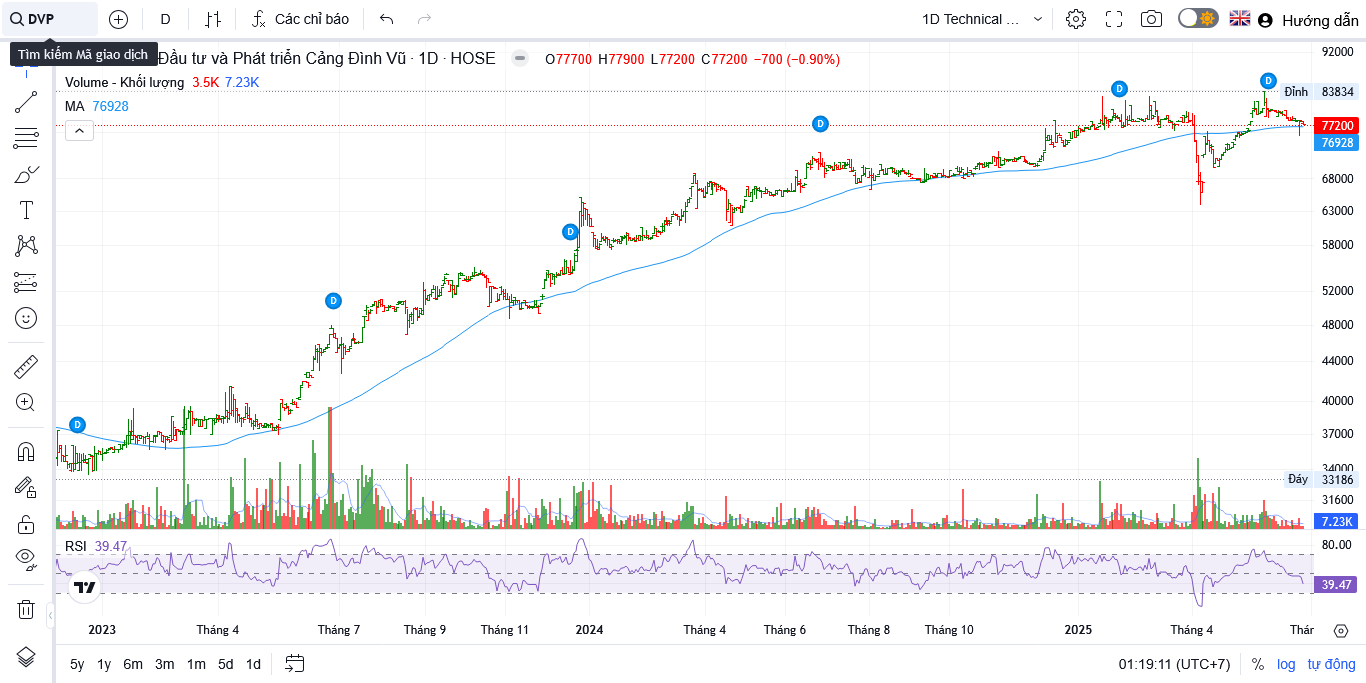 DVP
D
Các chỉ báo
1D Technical ...
Hướng dẫn
Tìm kiếm Mã giao dịch
Đầu tư và Phát triển Cảng Đình Vũ · 1D · HOSE
O77700 H77900 L77200 C77200 −700 (−0.90%)
Volume - Khối lượng 3.5K 7.23K
MA 76928
D
D
D
D
D
D
92000
Đỉnh 83834
77200
76928
68000
63000
58000
52000
48000
44000
40000
37000
34000
Đáy 33186
31600
7.23K
RSI 39.47
80.00
39.47
2023 Tháng 4 Tháng 7 Tháng 9 Tháng 11 2024 Tháng 4 Tháng 6 Tháng 8 Tháng 10 2025 Tháng 4 Thár
5y 1y 6m 3m 1m 5d 1d
01:19:11 (UTC+7) % log tự động